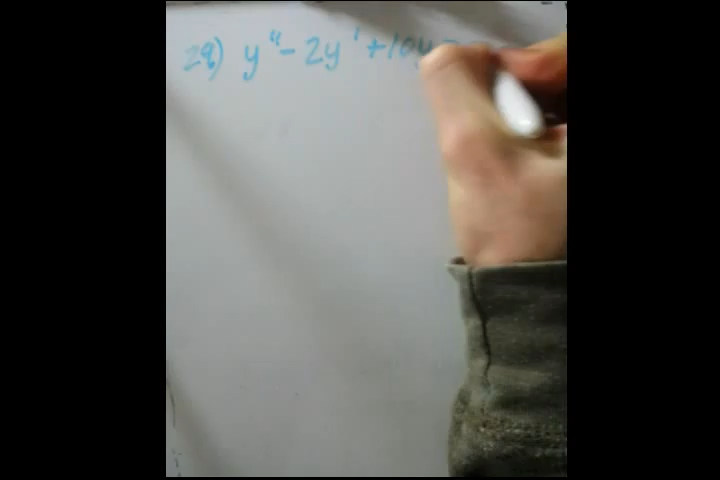 29) y" - 2y' + 10y =